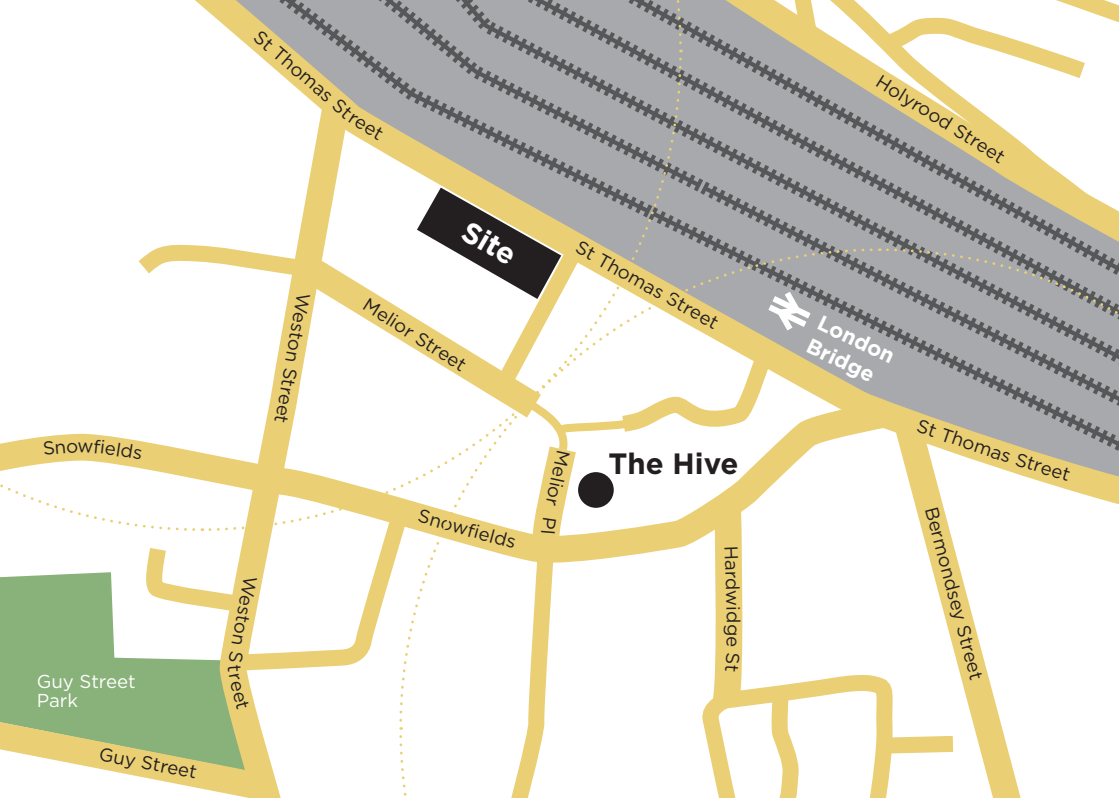 St Thomas Street
Holyrood Street
Site
St Thomas Street
Weston Street
Melior Street
London
Bridge
Snowfields
The Hive
St Thomas Street
Melior Pl
Snowfields
Bermondsey Street
Hardwidge St
Weston Street
Guy Street
Park
Guy Street